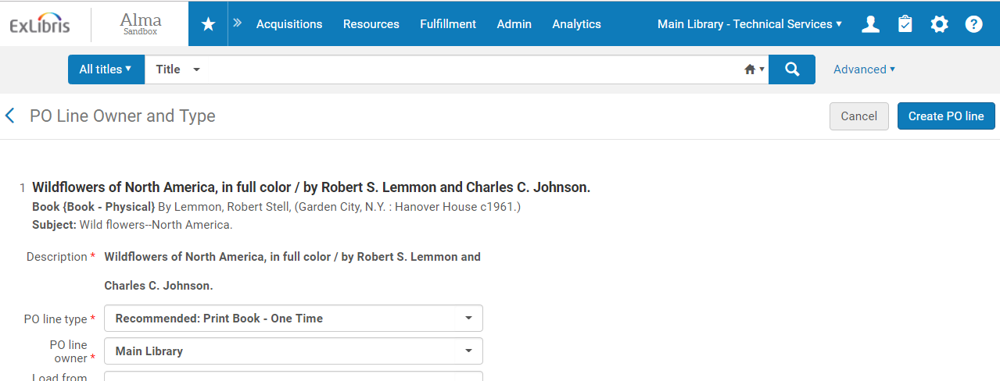 ExLibris
Alma
Sandbox
Acquisitions Resources Fulfillment Admin Analytics Main Library - Technical Services
All titles Title Advanced
PO Line Owner and Type Cancel Create PO line
1 Wildflowers of North America, in full color / by Robert S. Lemmon and Charles C. Johnson.
Book {Book - Physical} By Lemmon, Robert Stell, (Garden City, N.Y. : Hanover House c1961.)
Subject: Wild flowers--North America.
Description * Wildflowers of North America, in full color / by Robert S. Lemmon and
Charles C. Johnson.
PO line type * Recommended: Print Book - One Time
PO line
owner * Main Library
Load from